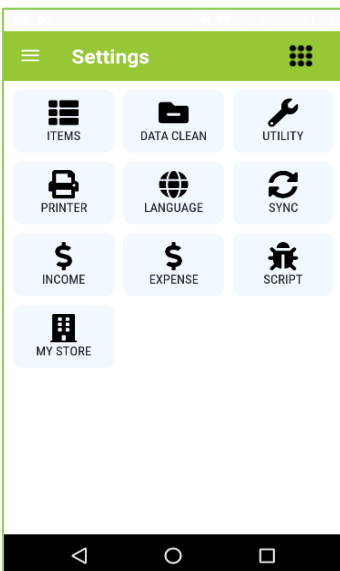 Settings
ITEMS
DATA CLEAN
UTILITY
PRINTER
LANGUAGE
SYNC
INCOME
EXPENSE
SCRIPT
MY STORE